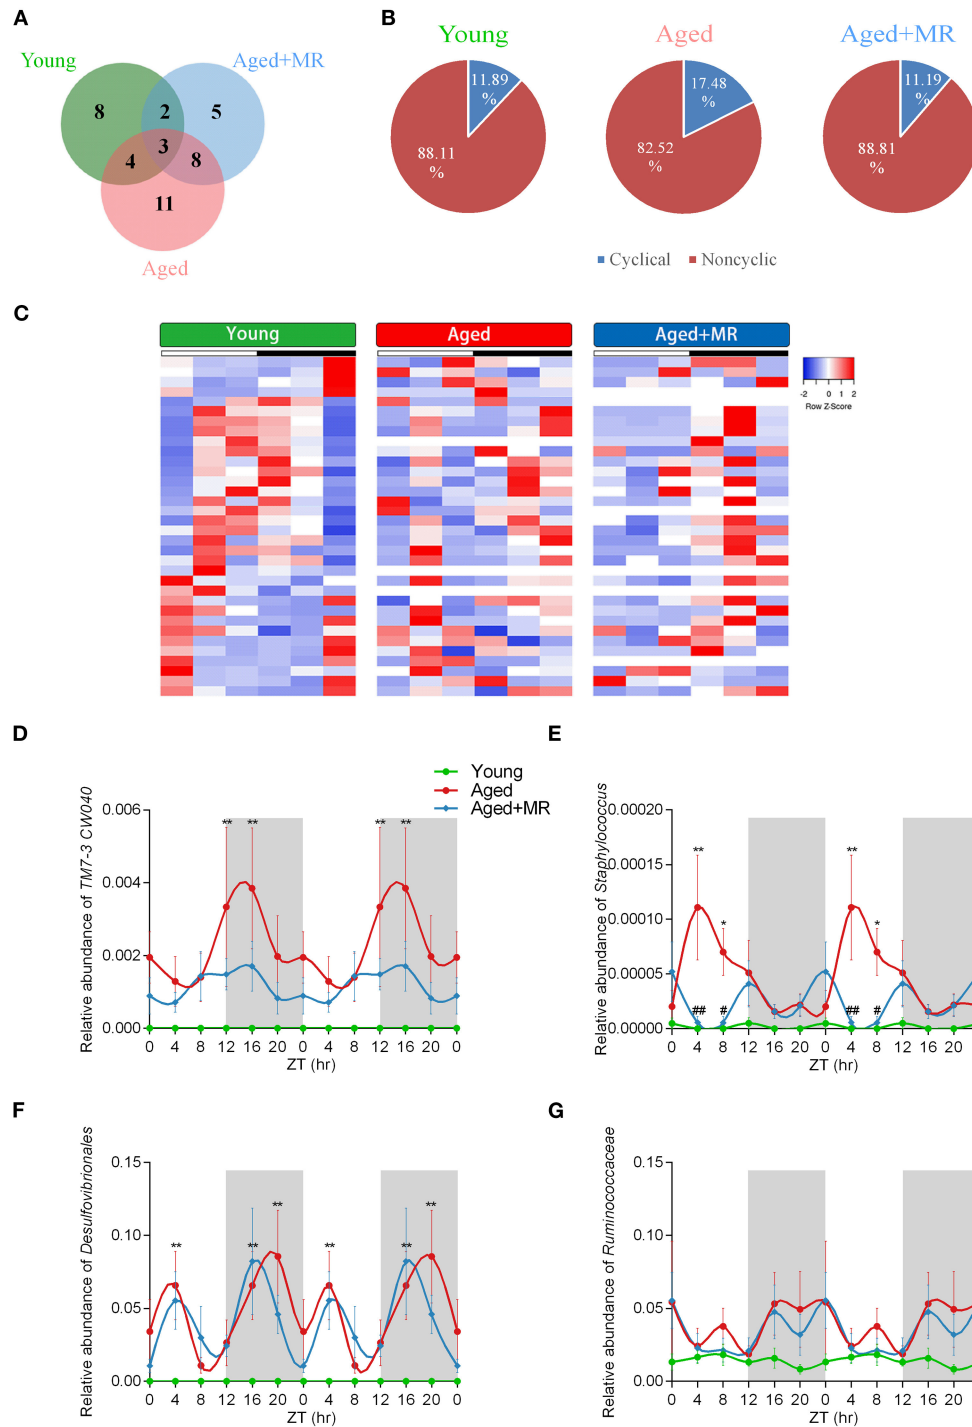 A
Young
Aged+MR
8
2
5
3
4
8
11
Aged
B
Young
Aged
Aged+MR
11.89
%
88.11
%
17.48
%
82.52
%
11.19
%
88.81
%
Cyclical
Noncyclic
C
Young
Aged
Aged+MR
-2 0 2
Row Z-Score
D
Young
Aged
Aged+MR
Relative abundance of TM7-3 CW040
0.006
0.004
0.002
0.000
** ** ** **
0 4 8 12 16 20 0 4 8 12 16 20 0
ZT (hr)
E
Relative abundance of Staphylococcus
0.00020
0.00015
0.00010
0.00005
0.00000
** * ** *
## # ## #
0 4 8 12 16 20 0 4 8 12 16 20
ZT (hr)
F
Relative abundance of Desulfovibrionales
0.15
0.10
0.05
0.00
** ** ** ** ** **
0 4 8 12 16 20 0 4 8 12 16 20 0
ZT (hr)
G
Relative abundance of Ruminococcaceae
0.15
0.10
0.05
0.00
0 4 8 12 16 20 0 4 8 12 16 20
ZT (hr)